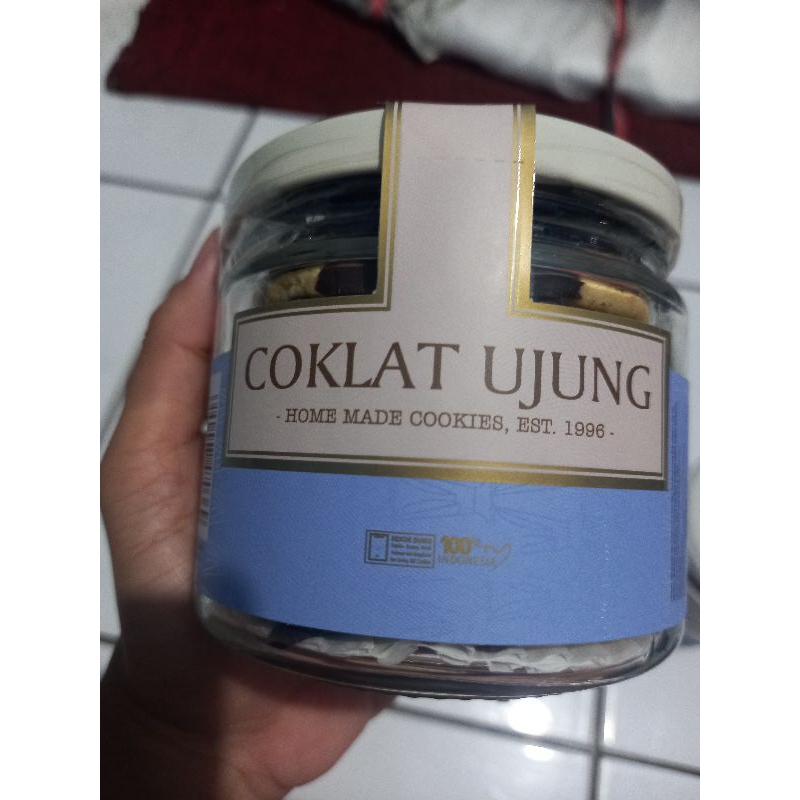 COKLAT UJUNG
- HOME MADE COOKIES, EST. 1996 -
100%
INDONESIA